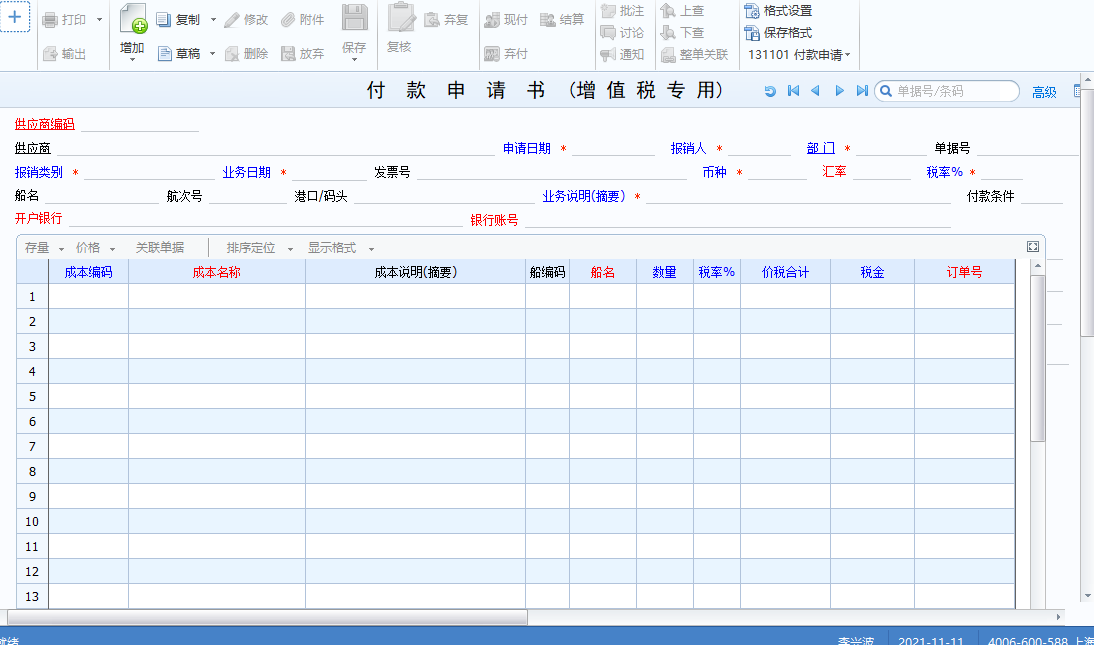 打印 复制 修改 附件 弃复 现付 结算 批注 上查 格式设置
增加 保存 复核 讨论 下查 保存格式
输出 草稿 删除 放弃 弃付 通知 整单关联 131101 付款申请
付 款 申 请 书 (增 值 税 专 用) 单据号/条码 高级
供应商编码
供应商 申请日期 * 报销人 * 部 门 * 单据号
报销类别 * 业务日期 * 发票号 币种 * 汇率 税率% *
船名 航次号 港口/码头 业务说明(摘要) * 付款条件
开户银行 银行账号
存量 价格 关联单据 排序定位 显示格式
成本编码 成本名称 成本说明(摘要) 船编码 船名 数量 税率% 价税合计 税金 订单号
1
2
3
4
5
6
7
8
9
10
11
12
13
就绪 李兴波 2021-11-11 4006-600-588 上海